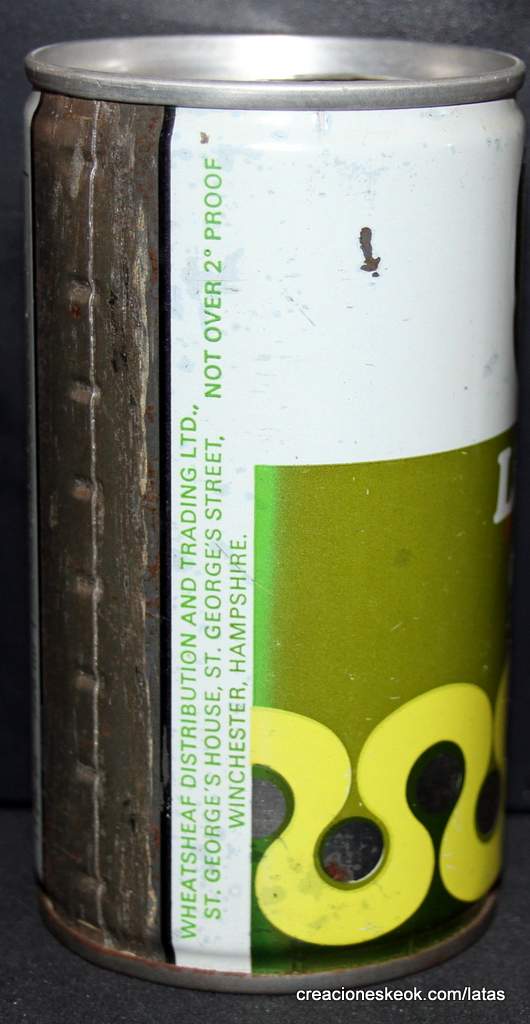 WHEATSHEAF DISTRIBUTION AND TRADING LTD.,
ST. GEORGE'S HOUSE, ST. GEORGE'S STREET, NOT OVER 2° PROOF
WINCHESTER, HAMPSHIRE.
L
creacioneskeok.com/latas